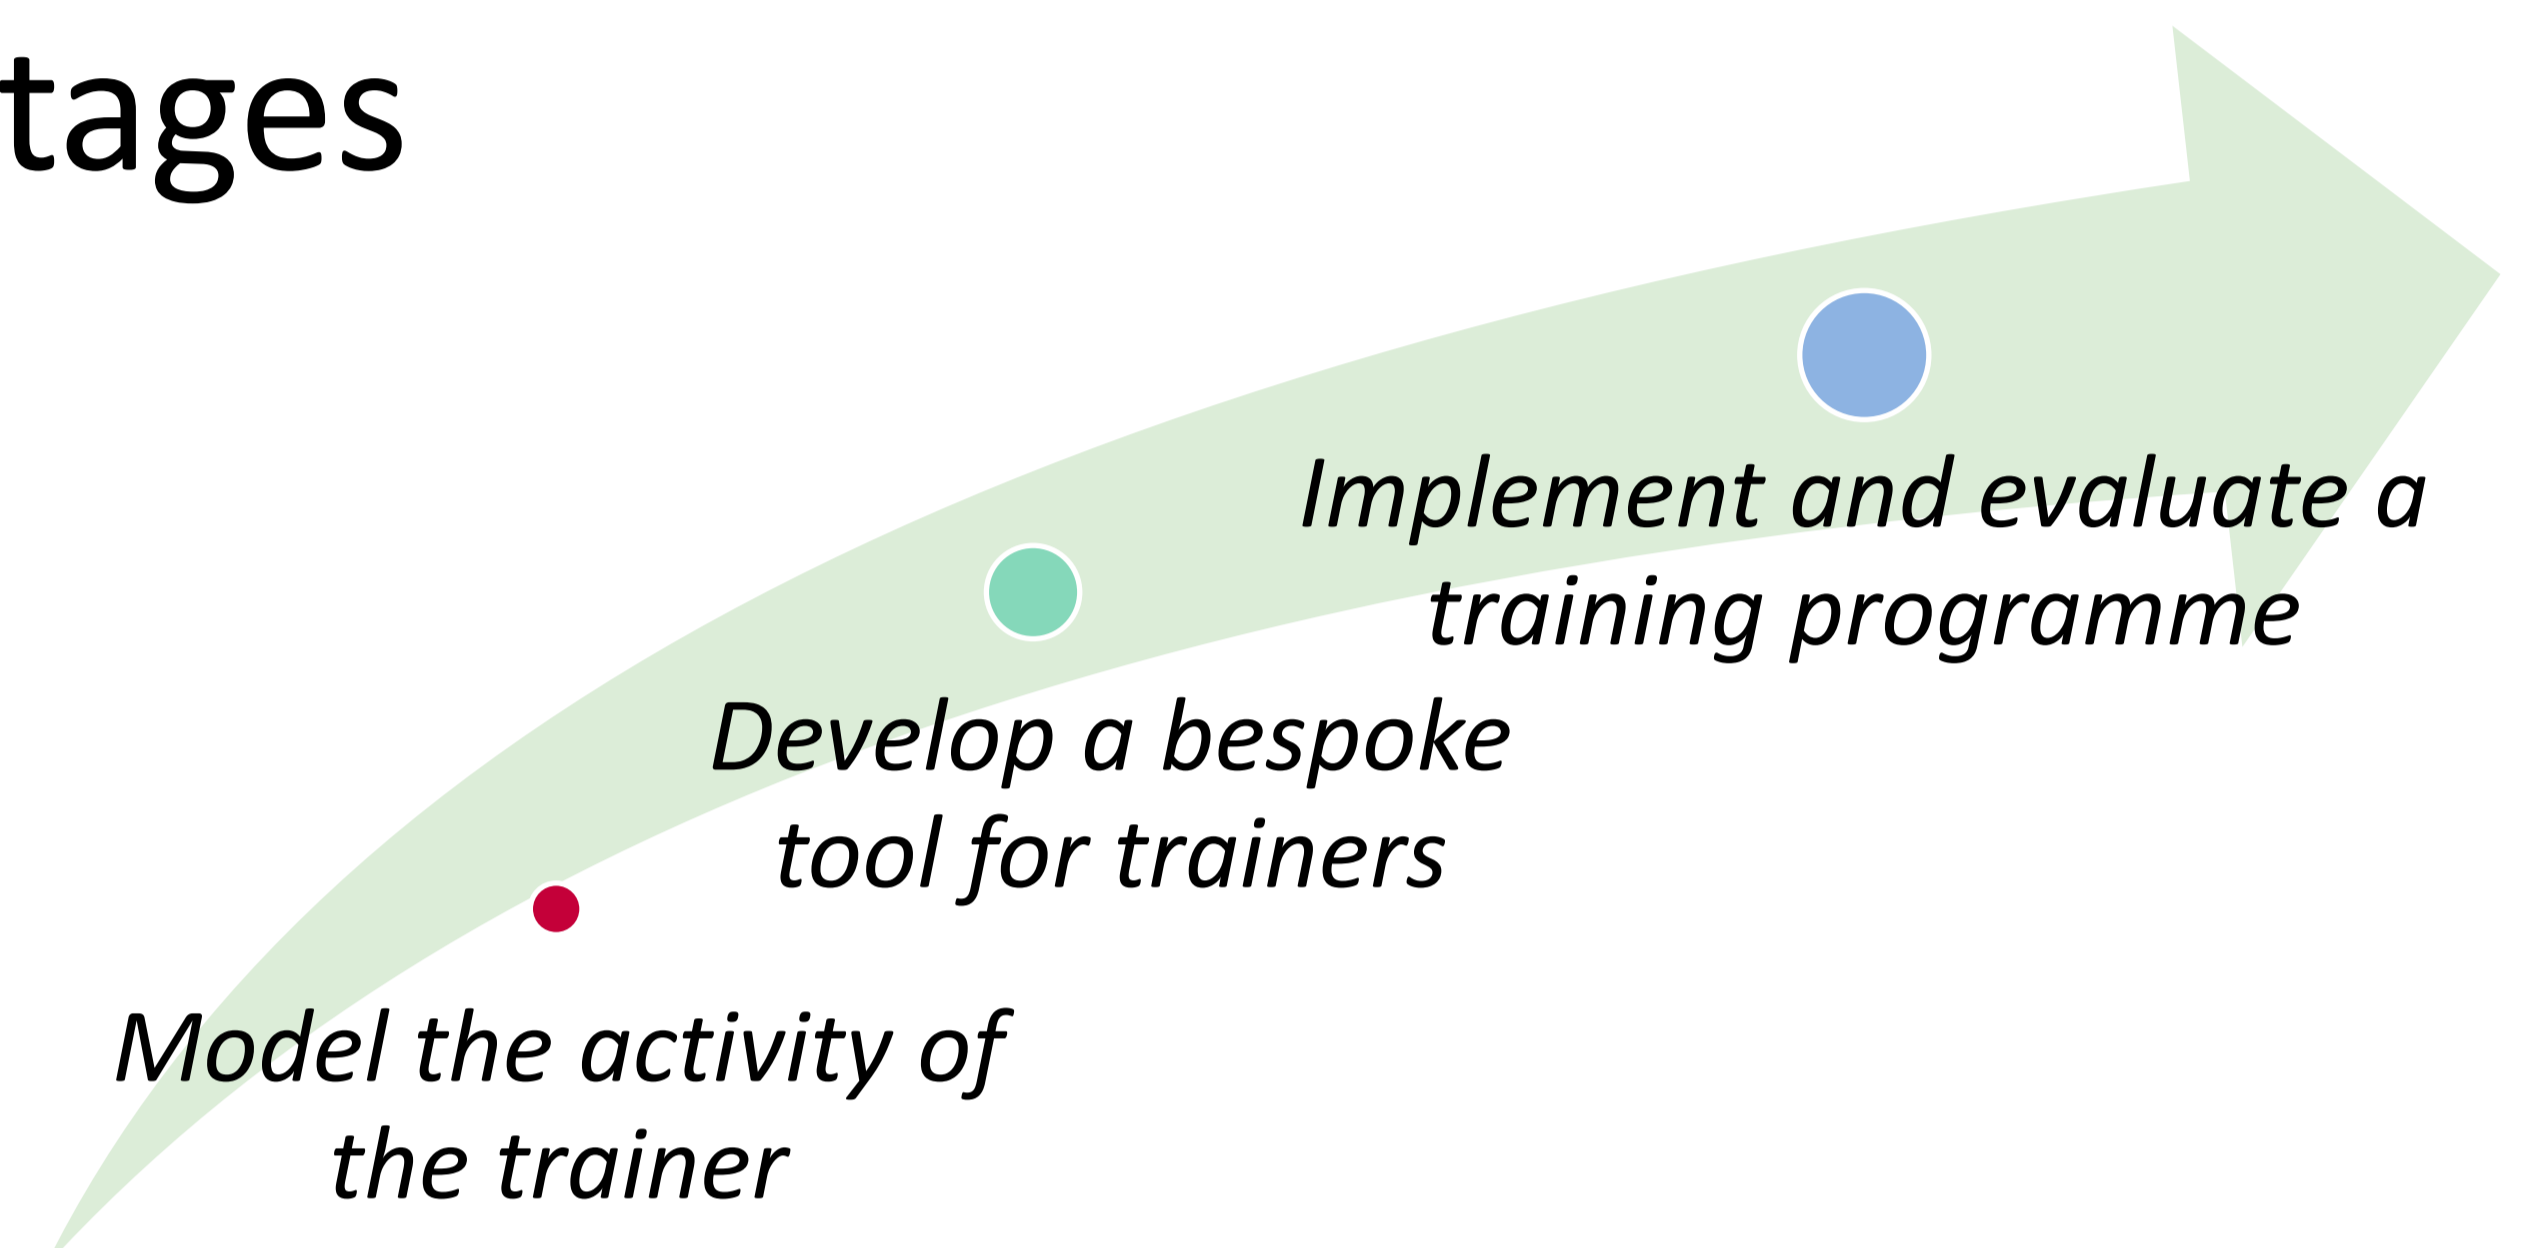 tages
Implement and evaluate a
training programme
Develop a bespoke
tool for trainers
Model the activity of
the trainer